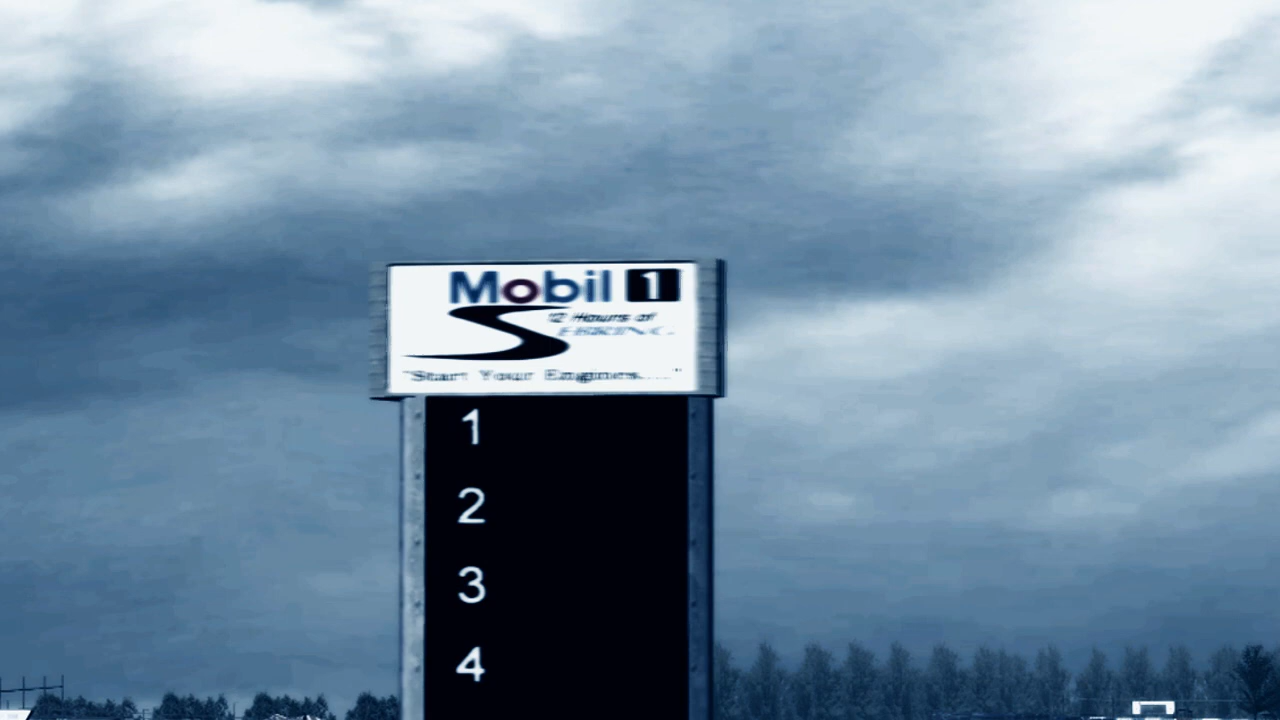 Mobil 1
12 Hours of
SEBRING
"Start Your Engines....."
1
2
3
4